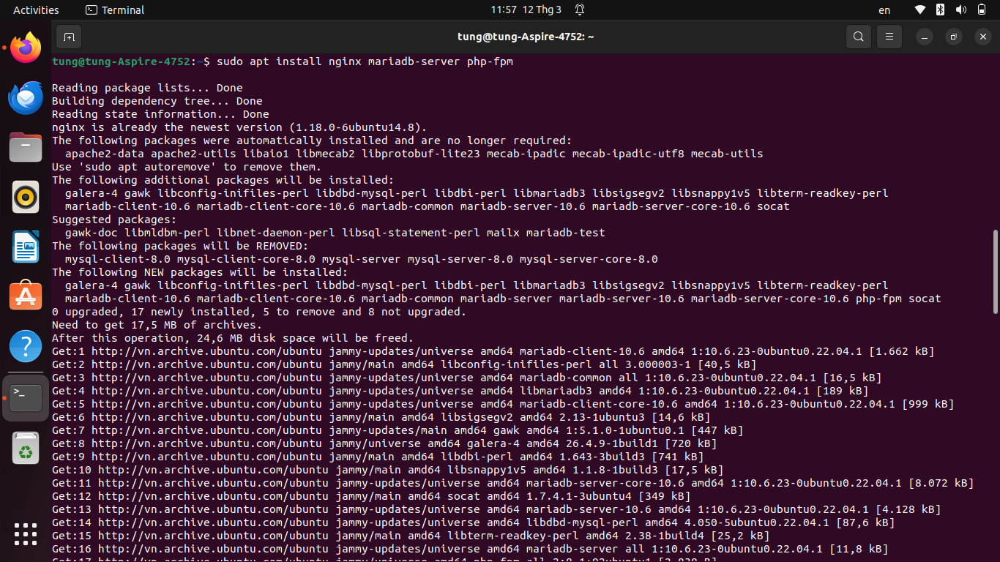 Activities
Terminal
11:57 12 Thg 3
en
tung@tung-Aspire-4752: ~
tung@tung-Aspire-4752:~$ sudo apt install nginx mariadb-server php-fpm
Reading package lists... Done
Building dependency tree... Done
Reading state information... Done
nginx is already the newest version (1.18.0-6ubuntu14.8).
The following packages were automatically installed and are no longer required:
apache2-data apache2-utils libaio1 libmecab2 libprotobuf-lite23 mecab-ipadic mecab-ipadic-utf8 mecab-utils
Use 'sudo apt autoremove' to remove them.
The following additional packages will be installed:
galera-4 gawk libconfig-inifiles-perl libdbd-mysql-perl libdbi-perl libmariadb3 libsigsegv2 libsnappy1v5 libterm-readkey-perl
mariadb-client-10.6 mariadb-client-core-10.6 mariadb-common mariadb-server-10.6 mariadb-server-core-10.6 socat
Suggested packages:
gawk-doc libmldbm-perl libnet-daemon-perl libsql-statement-perl mailx mariadb-test
The following packages will be REMOVED:
mysql-client-8.0 mysql-client-core-8.0 mysql-server mysql-server-8.0 mysql-server-core-8.0
The following NEW packages will be installed:
galera-4 gawk libconfig-inifiles-perl libdbd-mysql-perl libdbi-perl libmariadb3 libsigsegv2 libsnappy1v5 libterm-readkey-perl
mariadb-client-10.6 mariadb-client-core-10.6 mariadb-common mariadb-server mariadb-server-10.6 mariadb-server-core-10.6 php-fpm socat
0 upgraded, 17 newly installed, 5 to remove and 8 not upgraded.
Need to get 17,5 MB of archives.
After this operation, 24,6 MB disk space will be freed.
Get:1 http://vn.archive.ubuntu.com/ubuntu jammy-updates/universe amd64 mariadb-client-10.6 amd64 1:10.6.23-0ubuntu0.22.04.1 [1.662 kB]
Get:2 http://vn.archive.ubuntu.com/ubuntu jammy/main amd64 libconfig-inifiles-perl all 3.000003-1 [40,5 kB]
Get:3 http://vn.archive.ubuntu.com/ubuntu jammy-updates/universe amd64 mariadb-common all 1:10.6.23-0ubuntu0.22.04.1 [16,5 kB]
Get:4 http://vn.archive.ubuntu.com/ubuntu jammy-updates/universe amd64 libmariadb3 amd64 1:10.6.23-0ubuntu0.22.04.1 [189 kB]
Get:5 http://vn.archive.ubuntu.com/ubuntu jammy-updates/universe amd64 mariadb-client-core-10.6 amd64 1:10.6.23-0ubuntu0.22.04.1 [999 kB]
Get:6 http://vn.archive.ubuntu.com/ubuntu jammy/main amd64 libsigsegv2 amd64 2.13-1ubuntu3 [14,6 kB]
Get:7 http://vn.archive.ubuntu.com/ubuntu jammy-updates/main amd64 gawk amd64 1:5.1.0-1ubuntu0.1 [447 kB]
Get:8 http://vn.archive.ubuntu.com/ubuntu jammy/universe amd64 galera-4 amd64 26.4.9-1build1 [720 kB]
Get:9 http://vn.archive.ubuntu.com/ubuntu jammy/main amd64 libdbi-perl amd64 1.643-3build3 [741 kB]
Get:10 http://vn.archive.ubuntu.com/ubuntu jammy/main amd64 libsnappy1v5 amd64 1.1.8-1build3 [17,5 kB]
Get:11 http://vn.archive.ubuntu.com/ubuntu jammy-updates/universe amd64 mariadb-server-core-10.6 amd64 1:10.6.23-0ubuntu0.22.04.1 [8.072 kB]
Get:12 http://vn.archive.ubuntu.com/ubuntu jammy/main amd64 socat amd64 1.7.4.1-3ubuntu4 [349 kB]
Get:13 http://vn.archive.ubuntu.com/ubuntu jammy-updates/universe amd64 mariadb-server-10.6 amd64 1:10.6.23-0ubuntu0.22.04.1 [4.128 kB]
Get:14 http://vn.archive.ubuntu.com/ubuntu jammy-updates/universe amd64 libdbd-mysql-perl amd64 4.050-5ubuntu0.22.04.1 [87,6 kB]
Get:15 http://vn.archive.ubuntu.com/ubuntu jammy/main amd64 libterm-readkey-perl amd64 2.38-1build4 [25,2 kB]
Get:16 http://vn.archive.ubuntu.com/ubuntu jammy-updates/universe amd64 mariadb-server all 1:10.6.23-0ubuntu0.22.04.1 [11,8 kB]
Get:17 http://vn.archive.ubuntu.com/ubuntu jammy/universe amd64 php-fpm all